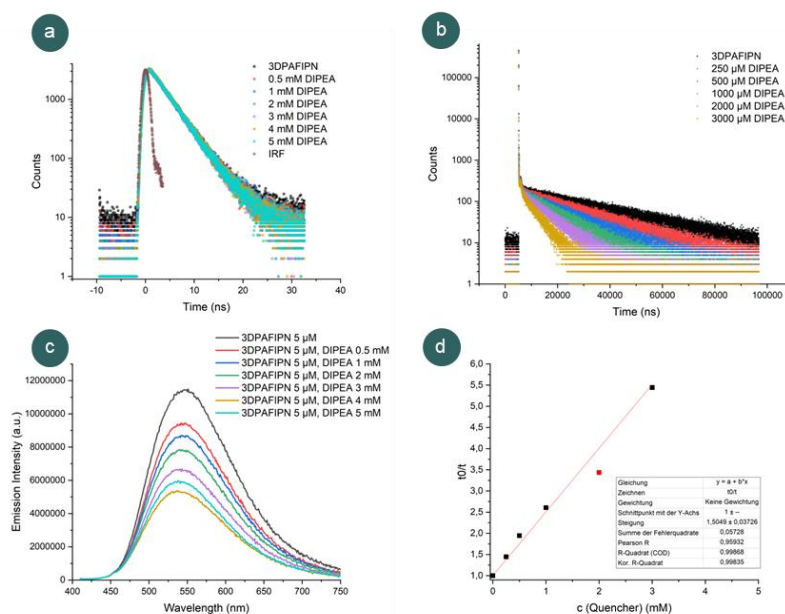 a
3DPAFIPN
0.5 mM DIPEA
1 mM DIPEA
2 mM DIPEA
3 mM DIPEA
4 mM DIPEA
5 mM DIPEA
IRF
Counts
1000
100
10
1
-10 0 10 20 30 40
Time (ns)
b
3DPAFIPN
250 µM DIPEA
500 µM DIPEA
1000 µM DIPEA
2000 µM DIPEA
3000 µM DIPEA
Counts
100000
10000
1000
100
10
1
0 20000 40000 60000 80000 100000
Time (ns)
c
3DPAFIPN 5 µM
3DPAFIPN 5 µM, DIPEA 0.5 mM
3DPAFIPN 5 µM, DIPEA 1 mM
3DPAFIPN 5 µM, DIPEA 2 mM
3DPAFIPN 5 µM, DIPEA 3 mM
3DPAFIPN 5 µM, DIPEA 4 mM
3DPAFIPN 5 µM, DIPEA 5 mM
Emission Intensity (a.u.)
12000000
10000000
8000000
6000000
4000000
2000000
0
400 450 500 550 600 650 700 750
Wavelength (nm)
d
t0/t
6,0
5,5
5,0
4,5
4,0
3,5
3,0
2,5
2,0
1,5
1,0
0 1 2 3 4 5
c (Quencher) (mM)
Gleichung y = a + b*x
Zeichnen t0/t
Gewichtung Keine Gewichtung
Schnittpunkt mit der Y-Achs 1 ± --
Steigung 1,5049 ± 0,03726
Summe der Fehlerquadrate 0,05728
Pearson R 0,95932
R-Quadrat (COD) 0,99868
Kor. R-Quadrat 0,99835